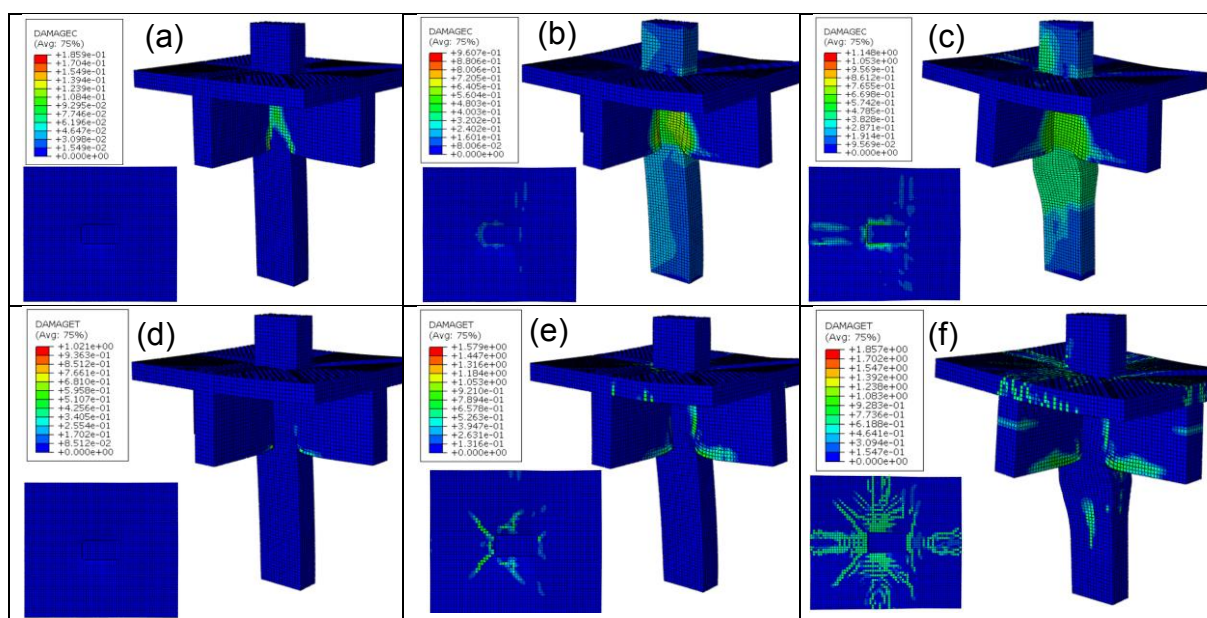 (a)
DAMAGEC
(Avg: 75%)
+1.859e-01
+1.704e-01
+1.549e-01
+1.394e-01
+1.239e-01
+1.084e-01
+9.295e-02
+7.746e-02
+6.196e-02
+4.647e-02
+3.098e-02
+1.549e-02
+0.000e+00
(b)
DAMAGEC
(Avg: 75%)
+9.607e-01
+8.806e-01
+8.006e-01
+7.205e-01
+6.405e-01
+5.604e-01
+4.803e-01
+4.003e-01
+3.202e-01
+2.402e-01
+1.601e-01
+8.006e-02
+0.000e+00
(c)
DAMAGEC
(Avg: 75%)
+1.148e+00
+1.053e+00
+9.569e-01
+8.612e-01
+7.655e-01
+6.698e-01
+5.742e-01
+4.785e-01
+3.828e-01
+2.871e-01
+1.914e-01
+9.569e-02
+0.000e+00
(d)
DAMAGET
(Avg: 75%)
+1.021e+00
+9.363e-01
+8.512e-01
+7.661e-01
+6.810e-01
+5.958e-01
+5.107e-01
+4.256e-01
+3.405e-01
+2.554e-01
+1.702e-01
+8.512e-02
+0.000e+00
(e)
DAMAGET
(Avg: 75%)
+1.579e+00
+1.447e+00
+1.316e+00
+1.184e+00
+1.053e+00
+9.210e-01
+7.894e-01
+6.578e-01
+5.263e-01
+3.947e-01
+2.631e-01
+1.316e-01
+0.000e+00
(f)
DAMAGET
(Avg: 75%)
+1.857e+00
+1.702e+00
+1.547e+00
+1.392e+00
+1.238e+00
+1.083e+00
+9.283e-01
+7.736e-01
+6.188e-01
+4.641e-01
+3.094e-01
+1.547e-01
+0.000e+00